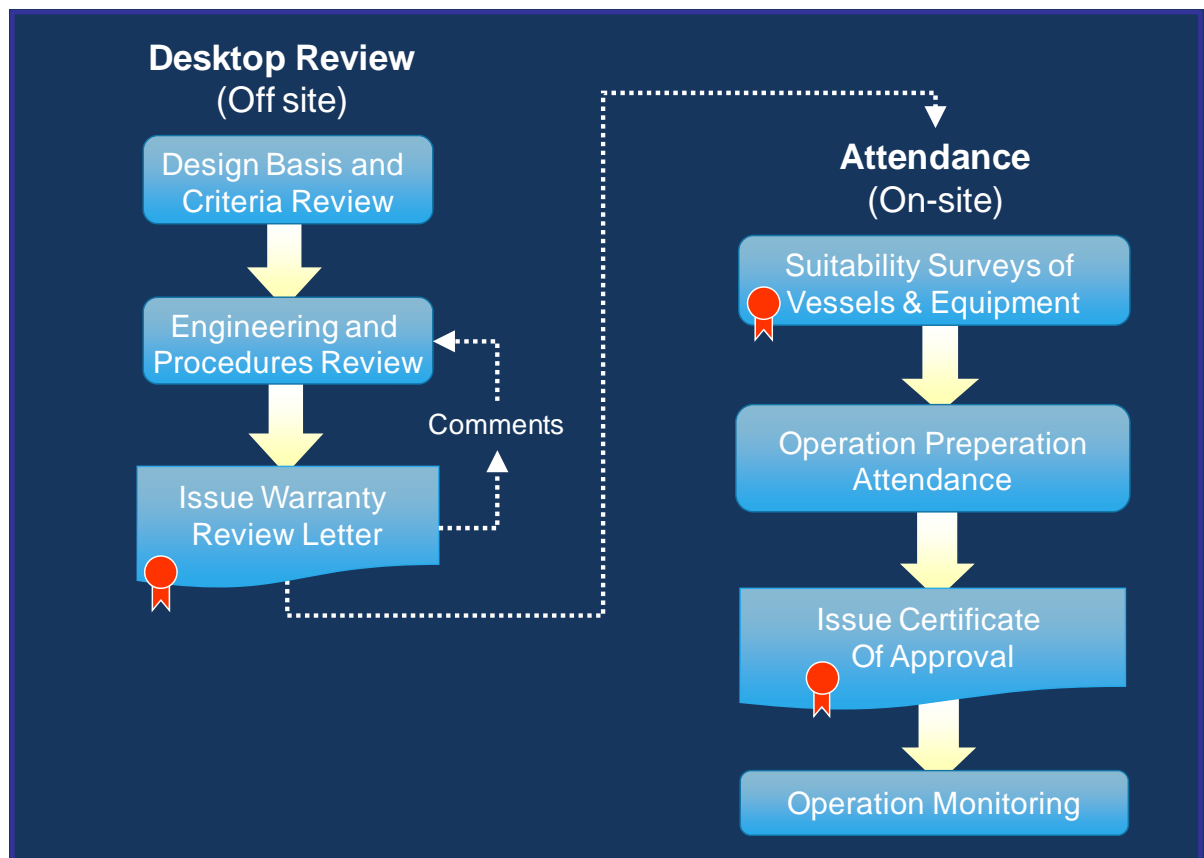 Desktop Review
(Off site)
Design Basis and
Criteria Review
Engineering and
Procedures Review
Comments
Issue Warranty
Review Letter
Attendance
(On-site)
Suitability Surveys of
Vessels & Equipment
Operation Preperation
Attendance
Issue Certificate
Of Approval
Operation Monitoring